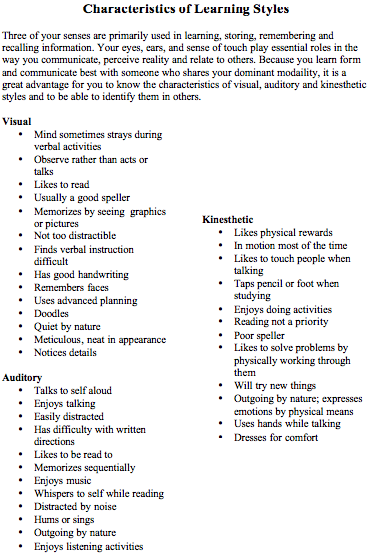 Characteristics of Learning Styles
Three of your senses are primarily used in learning, storing, remembering and
recalling information. Your eyes, ears, and sense of touch play essential roles in the
way you communicate, perceive reality and relate to others. Because you learn form
and communicate best with someone who shares your dominant modaility, it is a
great advantage for you to know the characteristics of visual, auditory and kinesthetic
styles and to be able to identify them in others.
Visual
• Mind sometimes strays during
verbal activities
• Observe rather than acts or
talks
• Likes to read
• Usually a good speller
• Memorizes by seeing graphics
or pictures
• Not too distractible
• Finds verbal instruction
difficult
• Has good handwriting
• Remembers faces
• Uses advanced planning
• Doodles
• Quiet by nature
• Meticulous, neat in appearance
• Notices details
Auditory
• Talks to self aloud
• Enjoys talking
• Easily distracted
• Has difficulty with written
directions
• Likes to be read to
• Memorizes sequentially
• Enjoys music
• Whispers to self while reading
• Distracted by noise
• Hums or sings
• Outgoing by nature
• Enjoys listening activities
Kinesthetic
• Likes physical rewards
• In motion most of the time
• Likes to touch people when
talking
• Taps pencil or foot when
studying
• Enjoys doing activities
• Reading not a priority
• Poor speller
• Likes to solve problems by
physically working through
them
• Will try new things
• Outgoing by nature; expresses
emotions by physical means
• Uses hands while talking
• Dresses for comfort